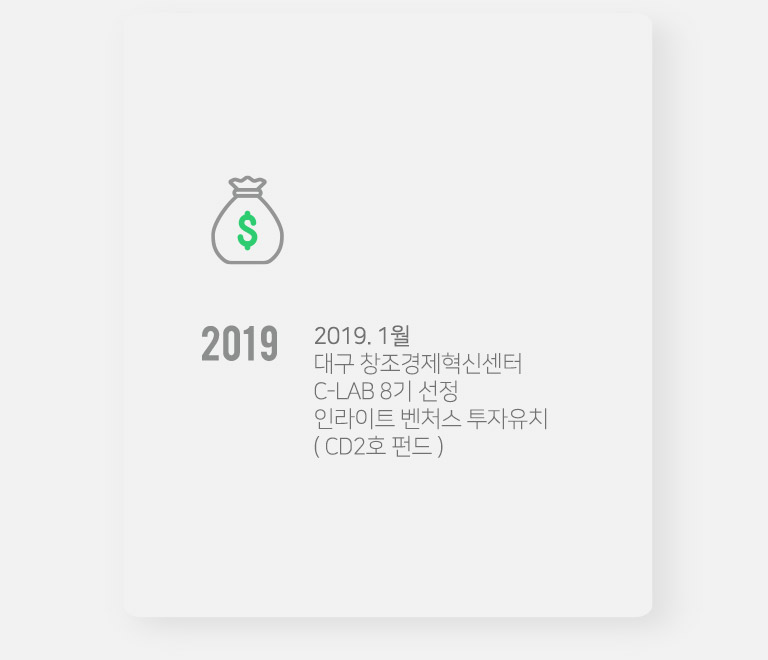 $
2019
2019. 1월
대구 창조경제혁신센터
C-LAB 8기 선정
인라이트 벤처스 투자유치
( CD2호 펀드 )